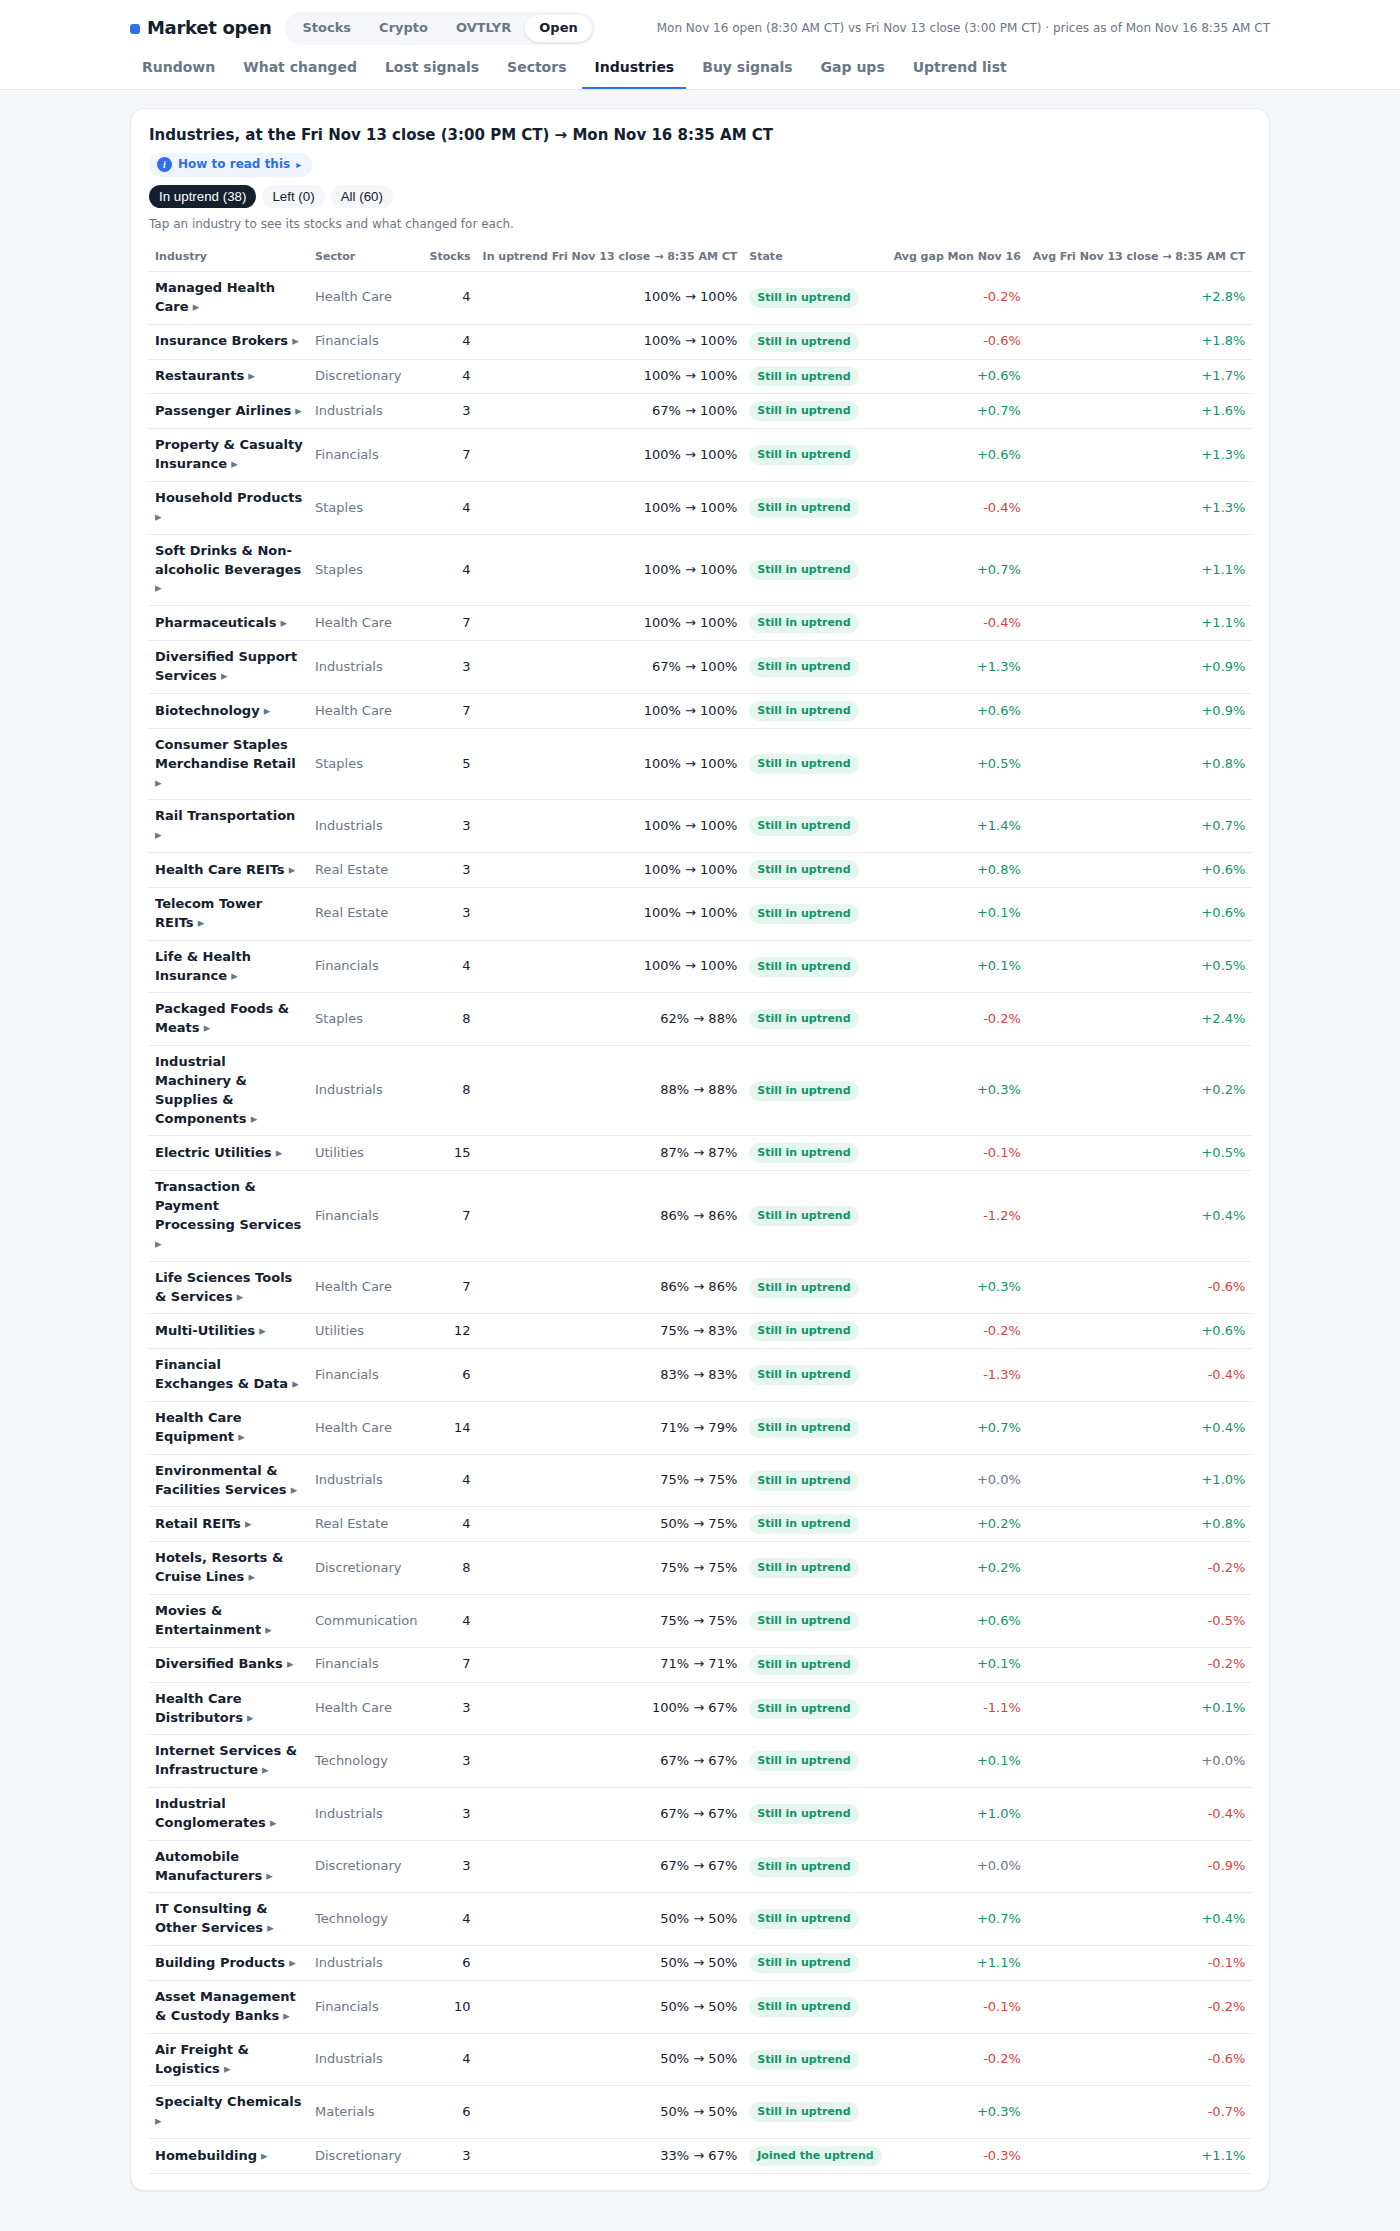 Market open
Stocks Crypto OVTLYR Open
Mon Nov 16 open (8:30 AM CT) vs Fri Nov 13 close (3:00 PM CT) · prices as of Mon Nov 16 8:35 AM CT
Rundown What changed Lost signals Sectors Industries Buy signals Gap ups Uptrend list
Industries, at the Fri Nov 13 close (3:00 PM CT) → Mon Nov 16 8:35 AM CT
i How to read this ▸
In uptrend (38) Left (0) All (60)
Tap an industry to see its stocks and what changed for each.
Industry Sector Stocks In uptrend Fri Nov 13 close → 8:35 AM CT State Avg gap Mon Nov 16 Avg Fri Nov 13 close → 8:35 AM CT
Managed Health
Care ▸ Health Care 4 100% → 100% Still in uptrend -0.2% +2.8%
Insurance Brokers ▸ Financials 4 100% → 100% Still in uptrend -0.6% +1.8%
Restaurants ▸ Discretionary 4 100% → 100% Still in uptrend +0.6% +1.7%
Passenger Airlines ▸ Industrials 3 67% → 100% Still in uptrend +0.7% +1.6%
Property & Casualty
Insurance ▸ Financials 7 100% → 100% Still in uptrend +0.6% +1.3%
Household Products
▸ Staples 4 100% → 100% Still in uptrend -0.4% +1.3%
Soft Drinks & Non-
alcoholic Beverages
▸ Staples 4 100% → 100% Still in uptrend +0.7% +1.1%
Pharmaceuticals ▸ Health Care 7 100% → 100% Still in uptrend -0.4% +1.1%
Diversified Support
Services ▸ Industrials 3 67% → 100% Still in uptrend +1.3% +0.9%
Biotechnology ▸ Health Care 7 100% → 100% Still in uptrend +0.6% +0.9%
Consumer Staples
Merchandise Retail
▸ Staples 5 100% → 100% Still in uptrend +0.5% +0.8%
Rail Transportation
▸ Industrials 3 100% → 100% Still in uptrend +1.4% +0.7%
Health Care REITs ▸ Real Estate 3 100% → 100% Still in uptrend +0.8% +0.6%
Telecom Tower
REITs ▸ Real Estate 3 100% → 100% Still in uptrend +0.1% +0.6%
Life & Health
Insurance ▸ Financials 4 100% → 100% Still in uptrend +0.1% +0.5%
Packaged Foods &
Meats ▸ Staples 8 62% → 88% Still in uptrend -0.2% +2.4%
Industrial
Machinery &
Supplies &
Components ▸ Industrials 8 88% → 88% Still in uptrend +0.3% +0.2%
Electric Utilities ▸ Utilities 15 87% → 87% Still in uptrend -0.1% +0.5%
Transaction &
Payment
Processing Services
▸ Financials 7 86% → 86% Still in uptrend -1.2% +0.4%
Life Sciences Tools
& Services ▸ Health Care 7 86% → 86% Still in uptrend +0.3% -0.6%
Multi-Utilities ▸ Utilities 12 75% → 83% Still in uptrend -0.2% +0.6%
Financial
Exchanges & Data ▸ Financials 6 83% → 83% Still in uptrend -1.3% -0.4%
Health Care
Equipment ▸ Health Care 14 71% → 79% Still in uptrend +0.7% +0.4%
Environmental &
Facilities Services ▸ Industrials 4 75% → 75% Still in uptrend +0.0% +1.0%
Retail REITs ▸ Real Estate 4 50% → 75% Still in uptrend +0.2% +0.8%
Hotels, Resorts &
Cruise Lines ▸ Discretionary 8 75% → 75% Still in uptrend +0.2% -0.2%
Movies &
Entertainment ▸ Communication 4 75% → 75% Still in uptrend +0.6% -0.5%
Diversified Banks ▸ Financials 7 71% → 71% Still in uptrend +0.1% -0.2%
Health Care
Distributors ▸ Health Care 3 100% → 67% Still in uptrend -1.1% +0.1%
Internet Services &
Infrastructure ▸ Technology 3 67% → 67% Still in uptrend +0.1% +0.0%
Industrial
Conglomerates ▸ Industrials 3 67% → 67% Still in uptrend +1.0% -0.4%
Automobile
Manufacturers ▸ Discretionary 3 67% → 67% Still in uptrend +0.0% -0.9%
IT Consulting &
Other Services ▸ Technology 4 50% → 50% Still in uptrend +0.7% +0.4%
Building Products ▸ Industrials 6 50% → 50% Still in uptrend +1.1% -0.1%
Asset Management
& Custody Banks ▸ Financials 10 50% → 50% Still in uptrend -0.1% -0.2%
Air Freight &
Logistics ▸ Industrials 4 50% → 50% Still in uptrend -0.2% -0.6%
Specialty Chemicals
▸ Materials 6 50% → 50% Still in uptrend +0.3% -0.7%
Homebuilding ▸ Discretionary 3 33% → 67% Joined the uptrend -0.3% +1.1%